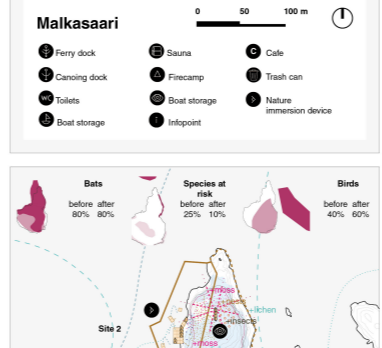 Malkasaari
0 50 100 m
Ferry dock
Sauna
C Cafe
Canoing dock
Firecamp
Trash can
WC Toilets
Boat storage
Nature
immersion device
Boat storage
Infopoint
Bats
before after
80% 80%
Species at
risk
before after
25% 10%
Birds
before after
40% 60%
+moss
+lichen
+insects
Site 2
+moss